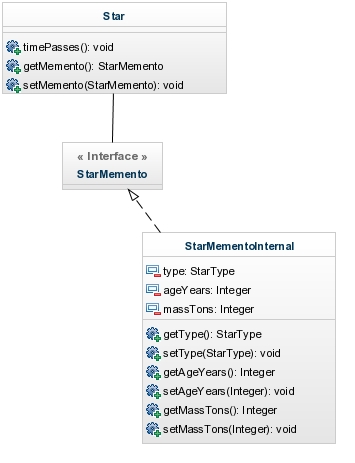 Star
timePasses(): void
getMemento(): StarMemento
setMemento(StarMemento): void
« Interface »
StarMemento
StarMementoInternal
type: StarType
ageYears: Integer
massTons: Integer
getType(): StarType
setType(StarType): void
getAgeYears(): Integer
setAgeYears(Integer): void
getMassTons(): Integer
setMassTons(Integer): void